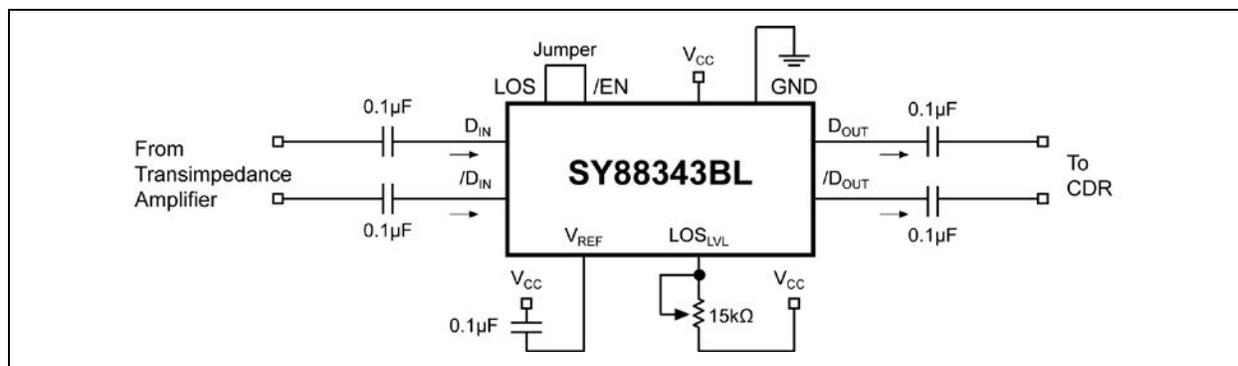 Jumper
LOS
/EN
VCC
GND
0.1µF
DIN
DOUT
0.1µF
From
Transimpedance
Amplifier
SY88343BL
To
CDR
/DIN
/DOUT
0.1µF
VREF
LOSLVL
0.1µF
VCC
VCC
0.1µF
15kΩ